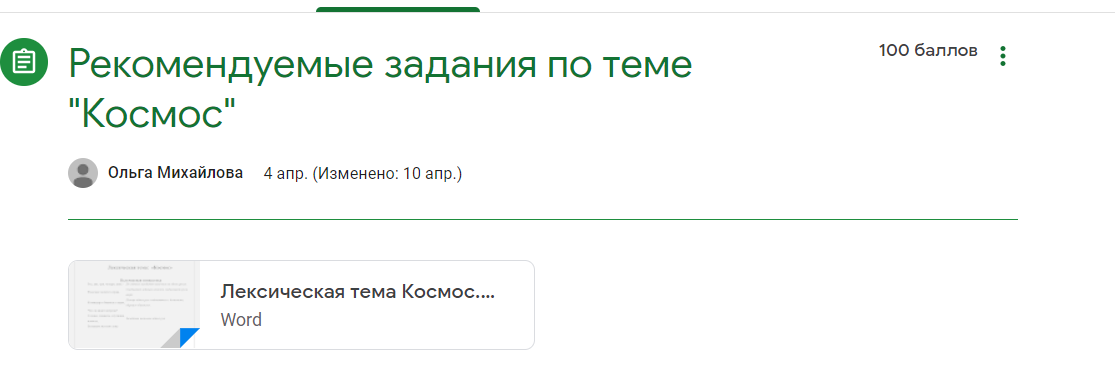 Рекомендуемые задания по теме
"Космос"
100 баллов
Ольга Михайлова 4 апр. (Изменено: 10 апр.)
Лексическая тема Космос....
Word